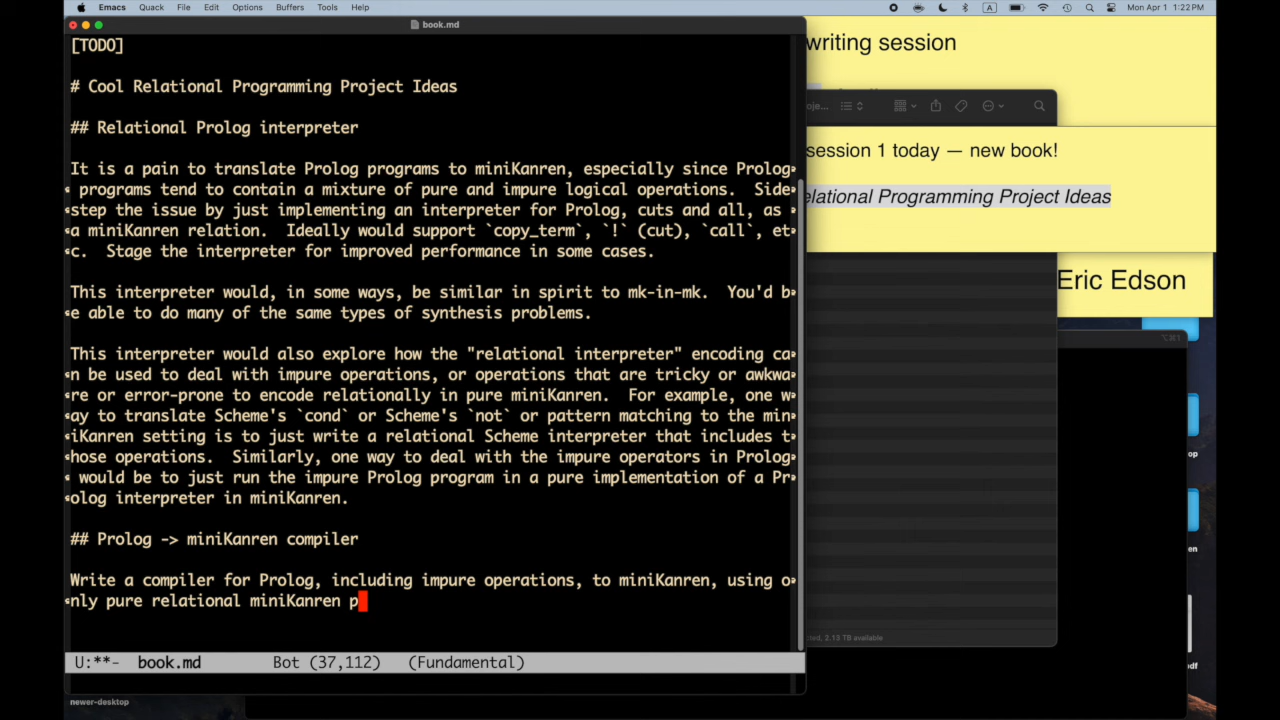 Emacs Quack File Edit Options Buffers Tools Help
A
Mon Apr 1 1:22 PM
book.md
[TODO]
# Cool Relational Programming Project Ideas
## Relational Prolog interpreter
It is a pain to translate Prolog programs to miniKanren, especially since Prolog
programs tend to contain a mixture of pure and impure logical operations.  Side
step the issue by just implementing an interpreter for Prolog, cuts and all, as
a miniKanren relation.  Ideally would support `copy_term`, `!` (cut), `call`, et
c.  Stage the interpreter for improved performance in some cases.
This interpreter would, in some ways, be similar in spirit to mk-in-mk.  You'd b
e able to do many of the same types of synthesis problems.
This interpreter would also explore how the "relational interpreter" encoding ca
n be used to deal with impure operations, or operations that are tricky or awkwa
re or error-prone to encode relationally in pure miniKanren.  For example, one w
ay to translate Scheme's `cond` or Scheme's `not` or pattern matching to the min
iKanren setting is to just write a relational Scheme interpreter that includes t
hose operations.  Similarly, one way to deal with the impure operators in Prolog
would be to just run the impure Prolog program in a pure implementation of a Pr
olog interpreter in miniKanren.
## Prolog -> miniKanren compiler
Write a compiler for Prolog, including impure operations, to miniKanren, using o
nly pure relational miniKanren p
U:**- book.md Bot (37,112) (Fundamental)
writing session
oje...
session 1 today — new book!
elational Programming Project Ideas
Eric Edson
⌥⌘1
op
en
ted, 2.13 TB available
pdf
newer-desktop